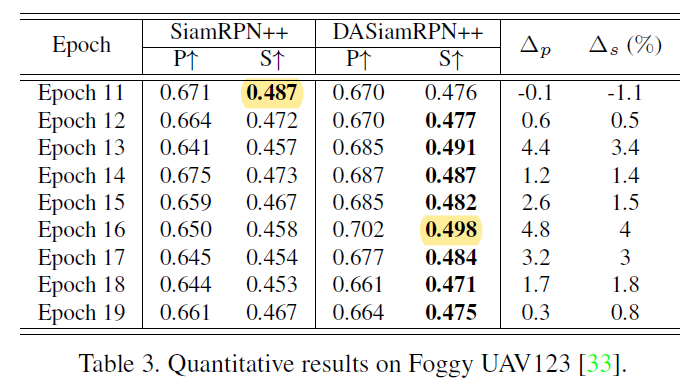 Epoch SiamRPN++ DASiamRPN++ Δp Δs (%)
P↑ S↑ P↑ S↑
Epoch 11 0.671 0.487 0.670 0.476 -0.1 -1.1
Epoch 12 0.664 0.472 0.670 0.477 0.6 0.5
Epoch 13 0.641 0.457 0.685 0.491 4.4 3.4
Epoch 14 0.675 0.473 0.687 0.487 1.2 1.4
Epoch 15 0.659 0.467 0.685 0.482 2.6 1.5
Epoch 16 0.650 0.458 0.702 0.498 4.8 4
Epoch 17 0.645 0.454 0.677 0.484 3.2 3
Epoch 18 0.644 0.453 0.661 0.471 1.7 1.8
Epoch 19 0.661 0.467 0.664 0.475 0.3 0.8
Table 3. Quantitative results on Foggy UAV123 [33].